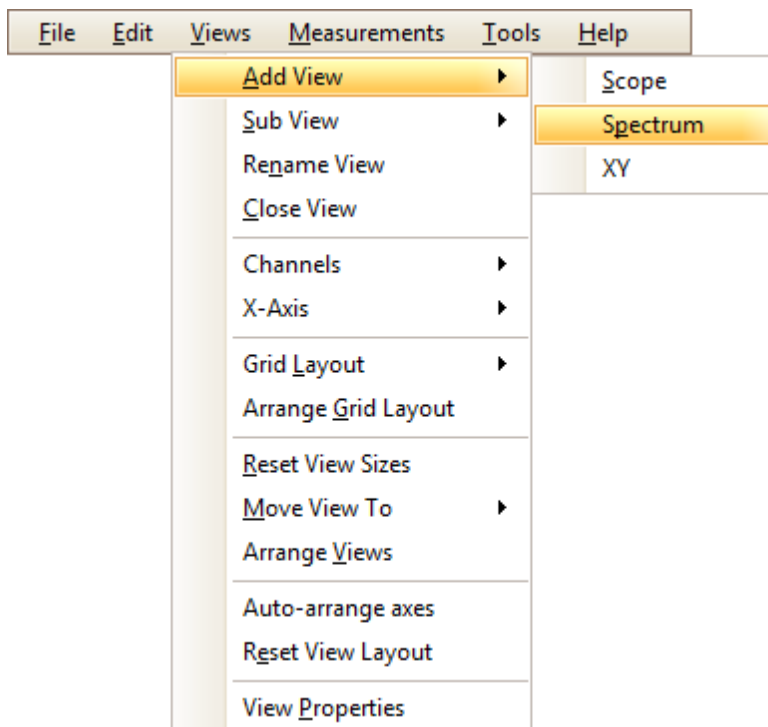 File Edit Views Measurements Tools Help
Add View
Scope
Sub View
Spectrum
Rename View
XY
Close View
Channels
X-Axis
Grid Layout
Arrange Grid Layout
Reset View Sizes
Move View To
Arrange Views
Auto-arrange axes
Reset View Layout
View Properties